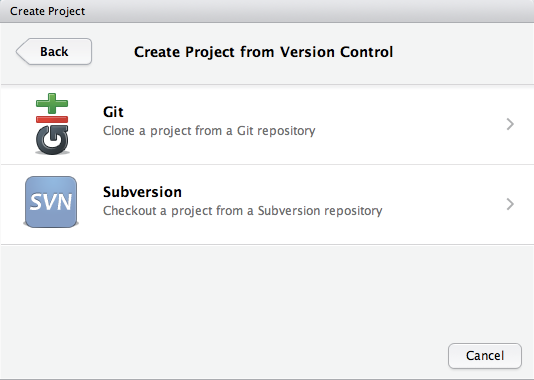 Create Project
Back
Create Project from Version Control
Git
Clone a project from a Git repository
SVN
Subversion
Checkout a project from a Subversion repository
Cancel